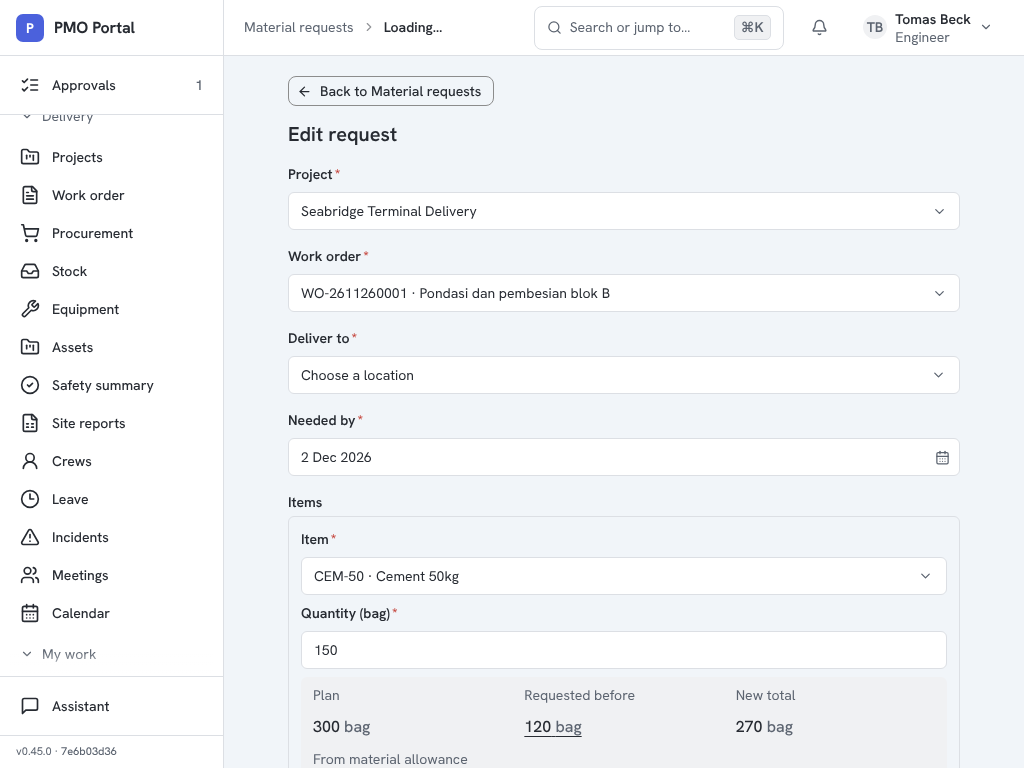 P PMO Portal
Material requests > Loading...
Search or jump to... ⌘K
TB Tomas Beck
Engineer
Approvals 1
Delivery
Projects
Work order
Procurement
Stock
Equipment
Assets
Safety summary
Site reports
Crews
Leave
Incidents
Meetings
Calendar
My work
Assistant
v0.45.0 · 7e6b03d36
Back to Material requests
Edit request
Project *
Seabridge Terminal Delivery
Work order *
WO-2611260001 · Pondasi dan pembesian blok B
Deliver to *
Choose a location
Needed by *
2 Dec 2026
Items
Item *
CEM-50 · Cement 50kg
Quantity (bag) *
150
Plan Requested before New total
300 bag 120 bag 270 bag
From material allowance